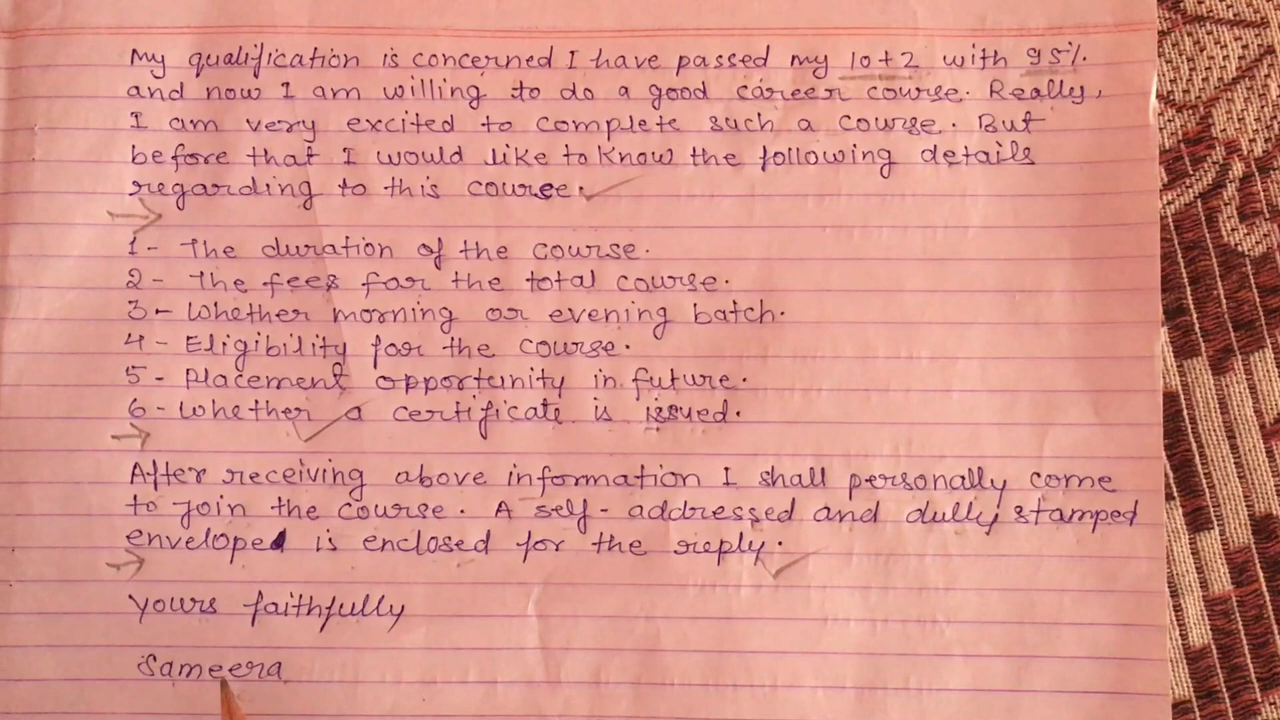 My qualification is concerned I have passed my 10+2 with 95%.
and now I am willing to do a good career course. Really,
I am very excited to complete such a course. But
before that I would like to know the following details
regarding to this course.
1- The duration of the course.
2- The fees for the total course.
3- Whether morning or evening batch.
4- Eligibility for the course.
5- Placement opportunity in future.
6- Whether a certificate is issued.
After receiving above information I shall personally come
to join the course. A self-addressed and dully stamped
envelope is enclosed for the reply.
Yours faithfully
Sameera